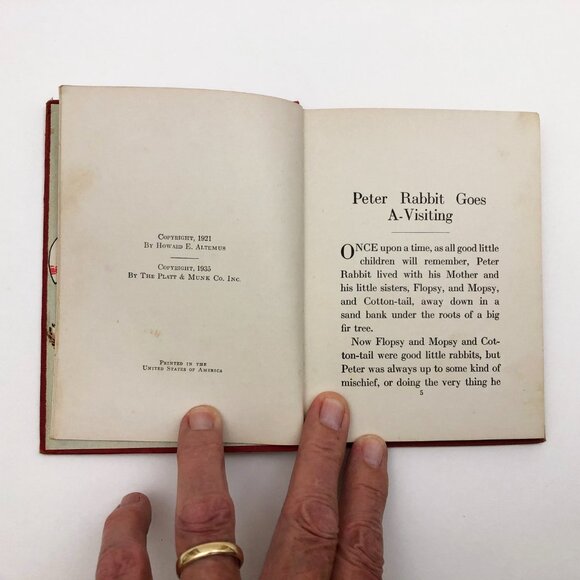 COPYRIGHT, 1921
BY HOWARD E. ALTEMUS
COPYRIGHT, 1935
BY THE PLATT & MUNK CO. INC.
PRINTED IN THE
UNITED STATES OF AMERICA
Peter Rabbit Goes
A-Visiting
ONCE upon a time, as all good little
children will remember, Peter
Rabbit lived with his Mother and
his little sisters, Flopsy, and Mopsy,
and Cotton-tail, away down in a
sand bank under the roots of a big
fir tree.
Now Flopsy and Mopsy and Cot-
ton-tail were good little rabbits, but
Peter was always up to some kind of
mischief, or doing the very thing he
5